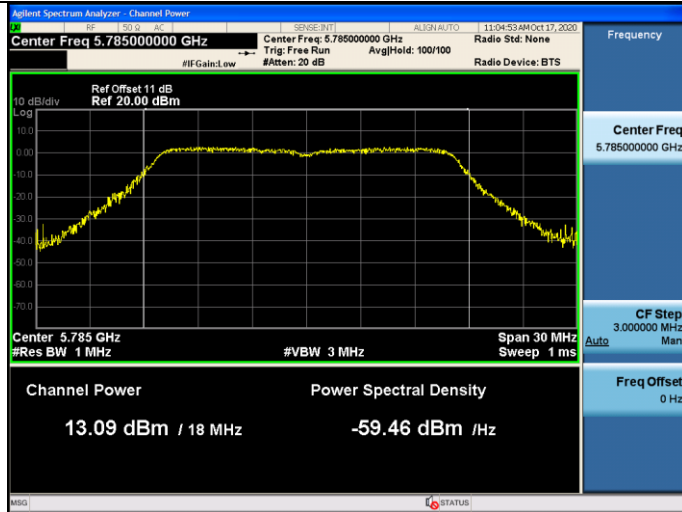 Agilent Spectrum Analyzer - Channel Power
RF 50 Ω AC SENSE:INT ALIGN AUTO 11:04:53 AM Oct 17, 2020
Center Freq 5.785000000 GHz Center Freq: 5.785000000 GHz Radio Std: None
Trig: Free Run Avg|Hold: 100/100
#IFGain:Low #Atten: 20 dB Radio Device: BTS
Ref Offset 11 dB
10 dB/div Ref 20.00 dBm
Log
10.0
0.00
-10.0
-20.0
-30.0
-40.0
-50.0
-60.0
-70.0
Center 5.785 GHz Span 30 MHz
#Res BW 1 MHz #VBW 3 MHz Sweep 1 ms
Channel Power Power Spectral Density
13.09 dBm / 18 MHz -59.46 dBm /Hz
MSG STATUS
Frequency
Center Freq
5.785000000 GHz
CF Step
3.000000 MHz
Auto Man
Freq Offset
0 Hz